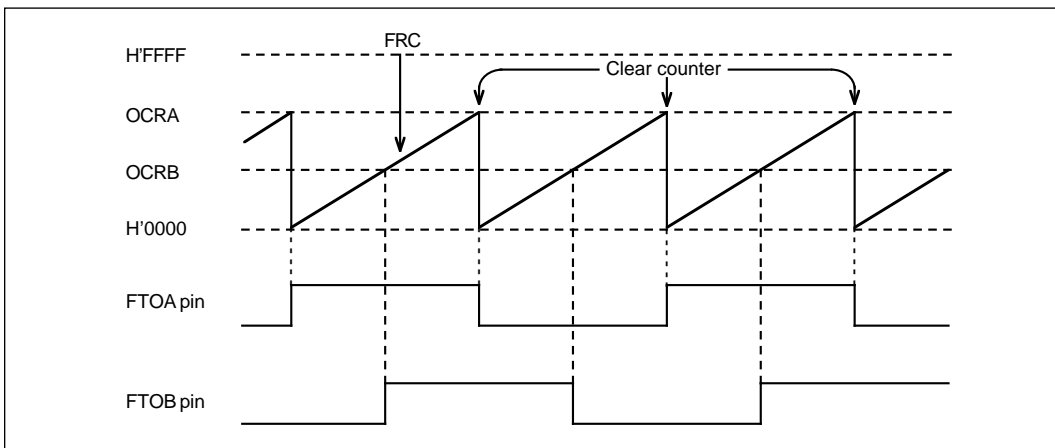 FRC
H'FFFF
Clear counter
OCRA
OCRB
H'0000
FTOA pin
FTOB pin